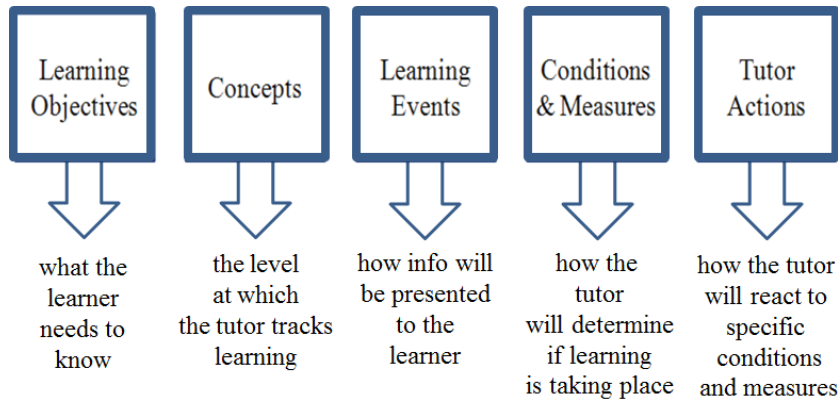 Learning
Objectives
Concepts
Learning
Events
Conditions
& Measures
Tutor
Actions
what the
learner
needs to
know
the level
at which
the tutor tracks
learning
how info will
be presented
to the
learner
how the
tutor
will determine
if learning
is taking place
how the tutor
will react to
specific
conditions
and measures